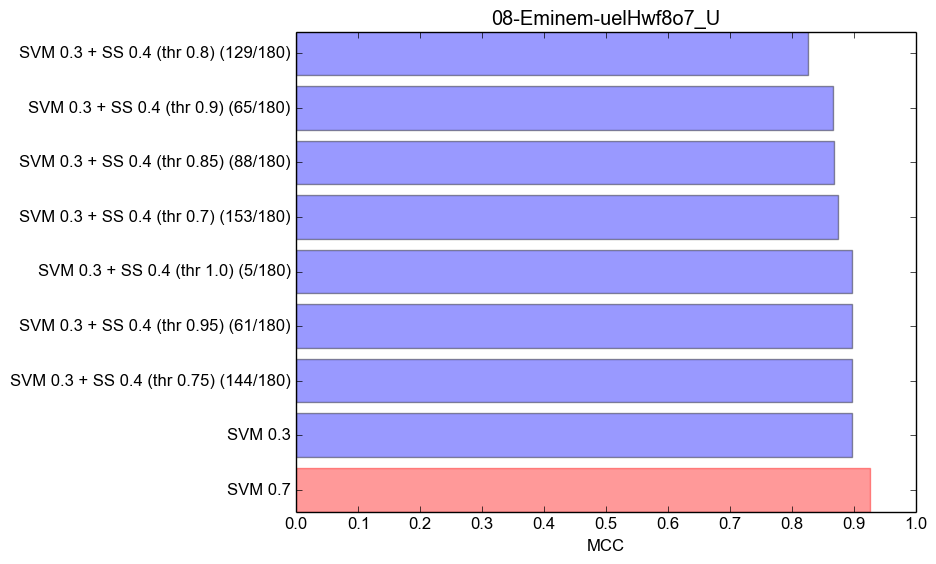 08-Eminem-uelHwf8o7_U
SVM 0.3 + SS 0.4 (thr 0.8) (129/180)
SVM 0.3 + SS 0.4 (thr 0.9) (65/180)
SVM 0.3 + SS 0.4 (thr 0.85) (88/180)
SVM 0.3 + SS 0.4 (thr 0.7) (153/180)
SVM 0.3 + SS 0.4 (thr 1.0) (5/180)
SVM 0.3 + SS 0.4 (thr 0.95) (61/180)
SVM 0.3 + SS 0.4 (thr 0.75) (144/180)
SVM 0.3
SVM 0.7
0.0 0.1 0.2 0.3 0.4 0.5 0.6 0.7 0.8 0.9 1.0
MCC